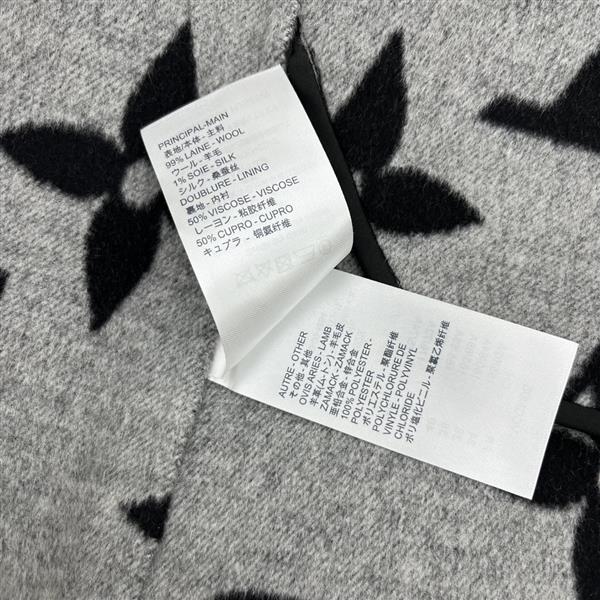 PRINCIPAL-MAIN
表地/本体 - 主料
99% LAINE - WOOL
ウール - 羊毛
1% SOIE - SILK
シルク - 桑蚕丝
DOUBLURE - LINING
裏地 - 内衬
50% VISCOSE - VISCOSE
レーヨン - 粘胶纤维
50% CUPRO - CUPRO
キュプラ - 铜氨纤维
AUTRE - OTHER
その他 - 其他
OVIS ARIES - LAMB
羊革(ムートン) - 羊毛皮
ZAMACK - ZAMACK
亜鉛合金 - 锌合金
100% POLYESTER -
POLYESTER
ポリエステル - 聚酯纤维
POLYCHLORURE DE
VINYLE - POLYVINYL
CHLORIDE
ポリ塩化ビニル - 聚氯乙烯纤维